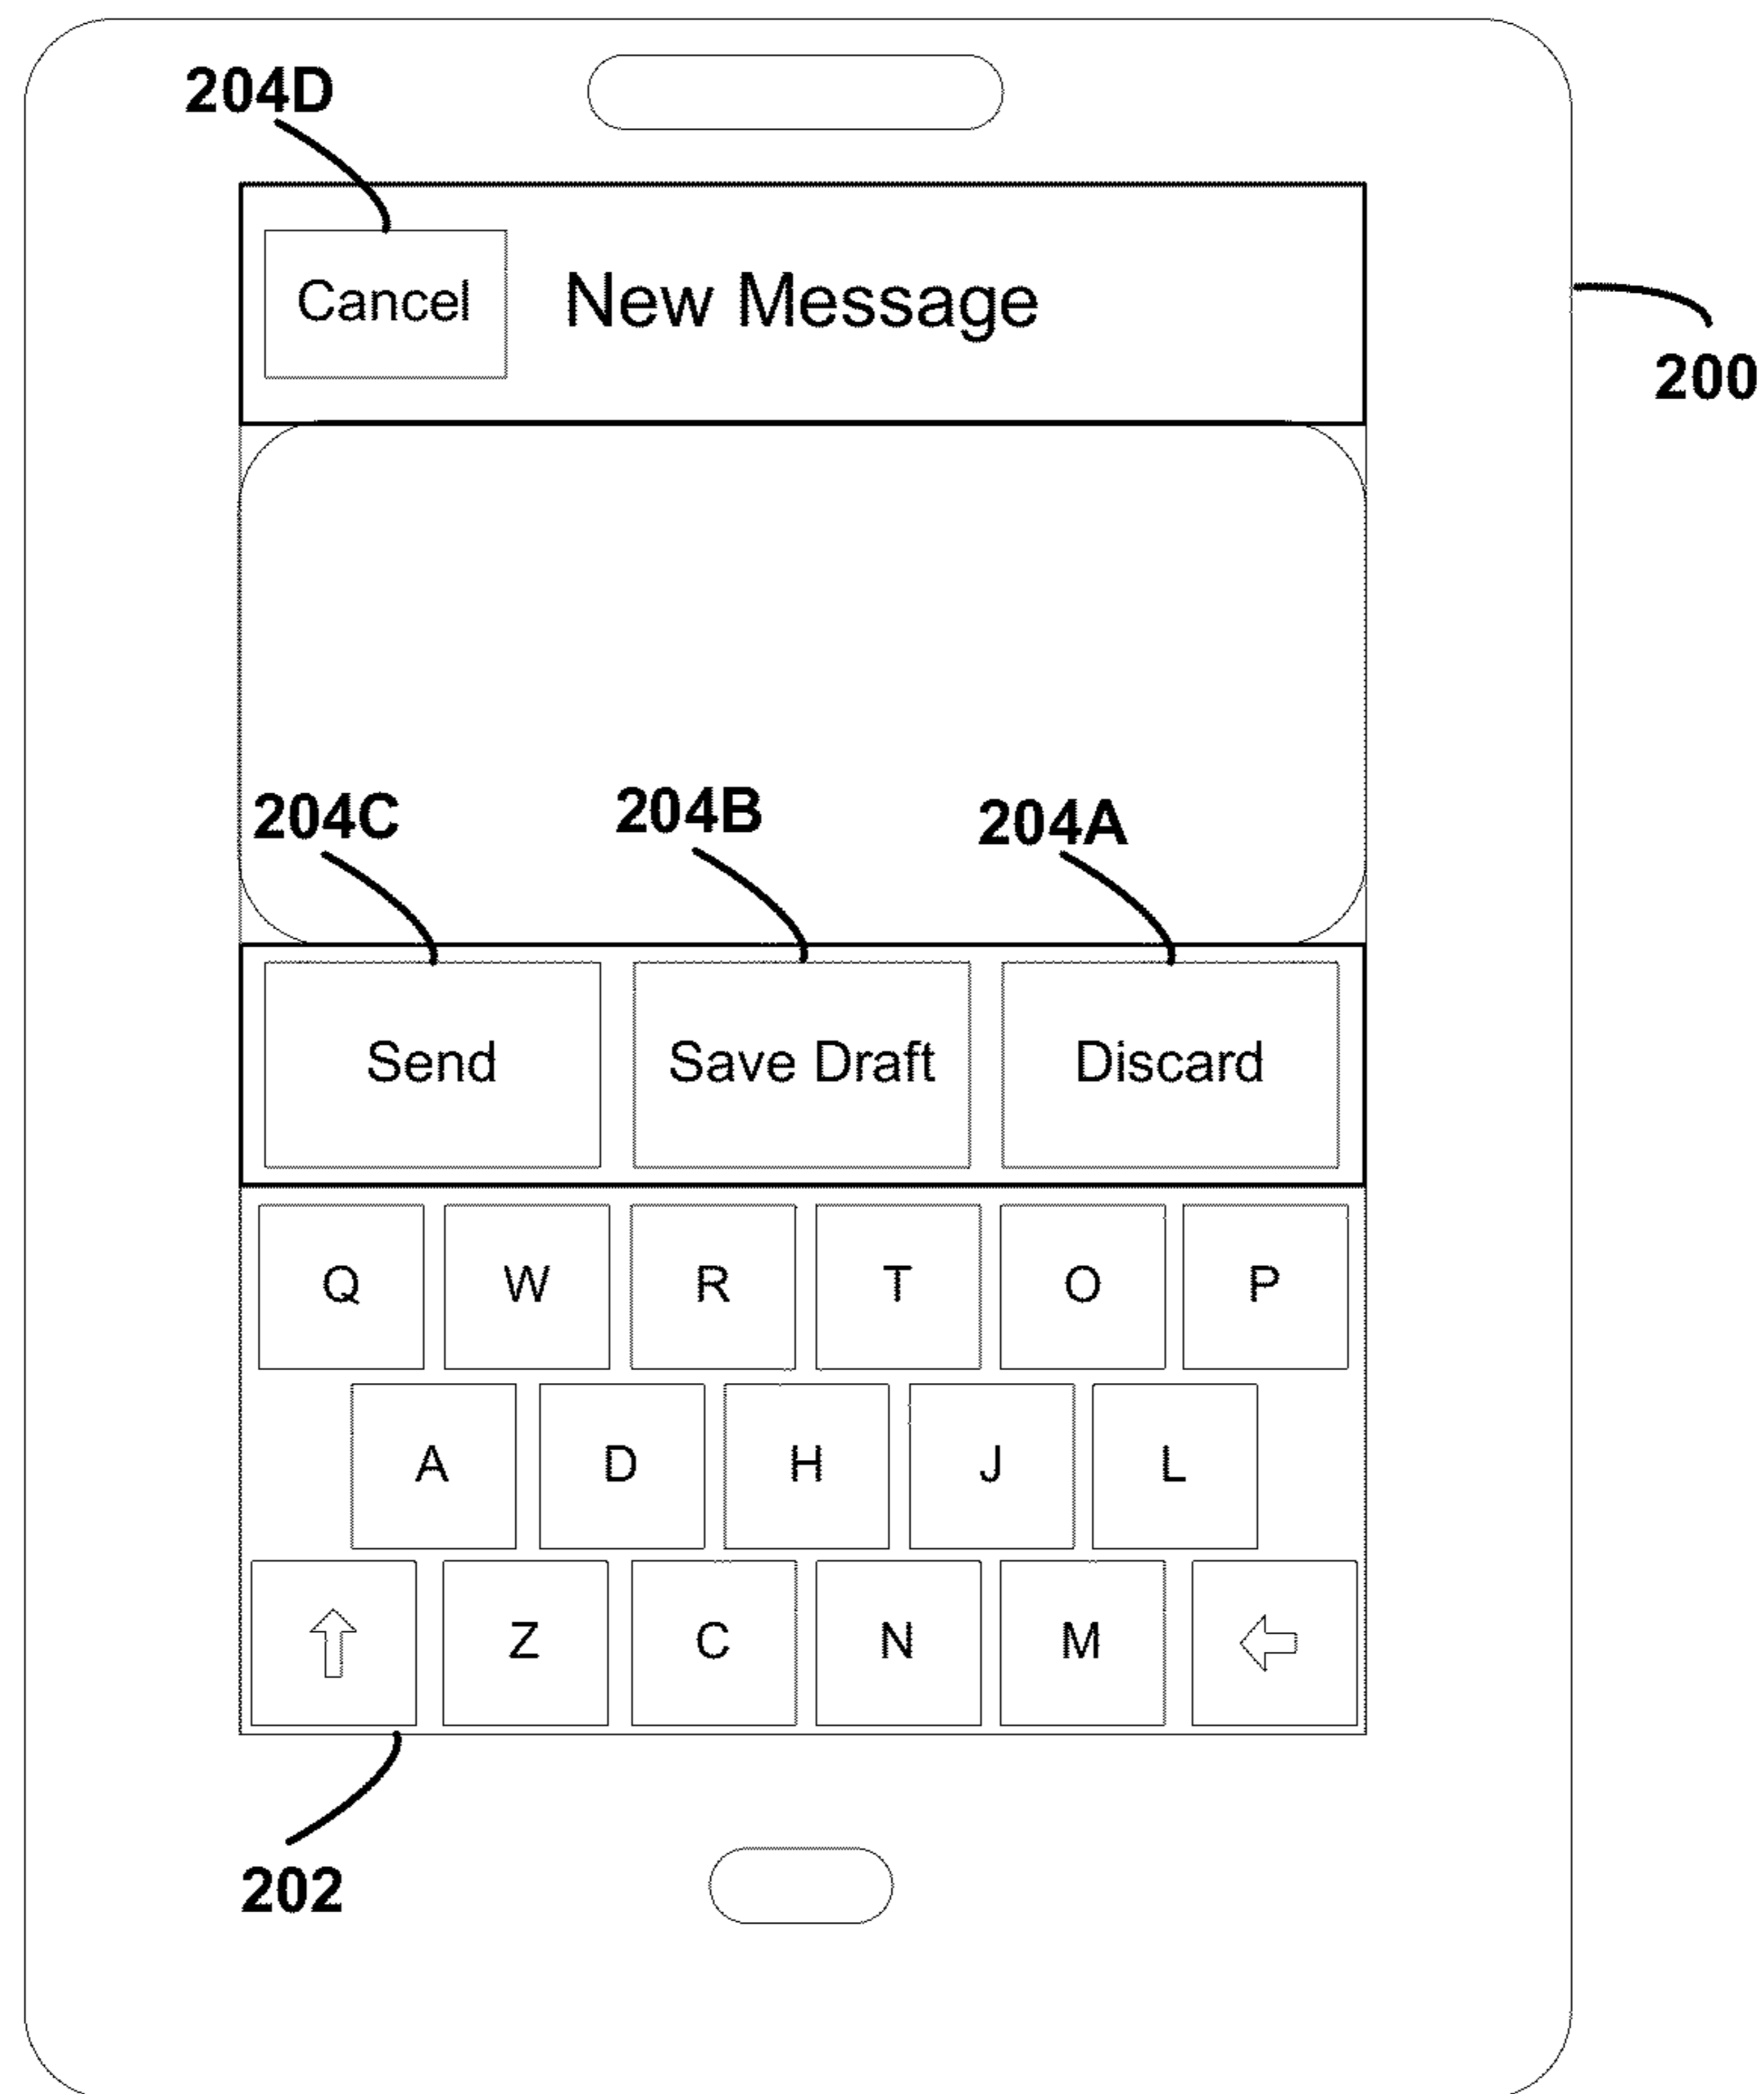 204D
Cancel New Message
200
204C 204B 204A
Send Save Draft Discard
Q W R T O P
A D H J L
Z C N M
202